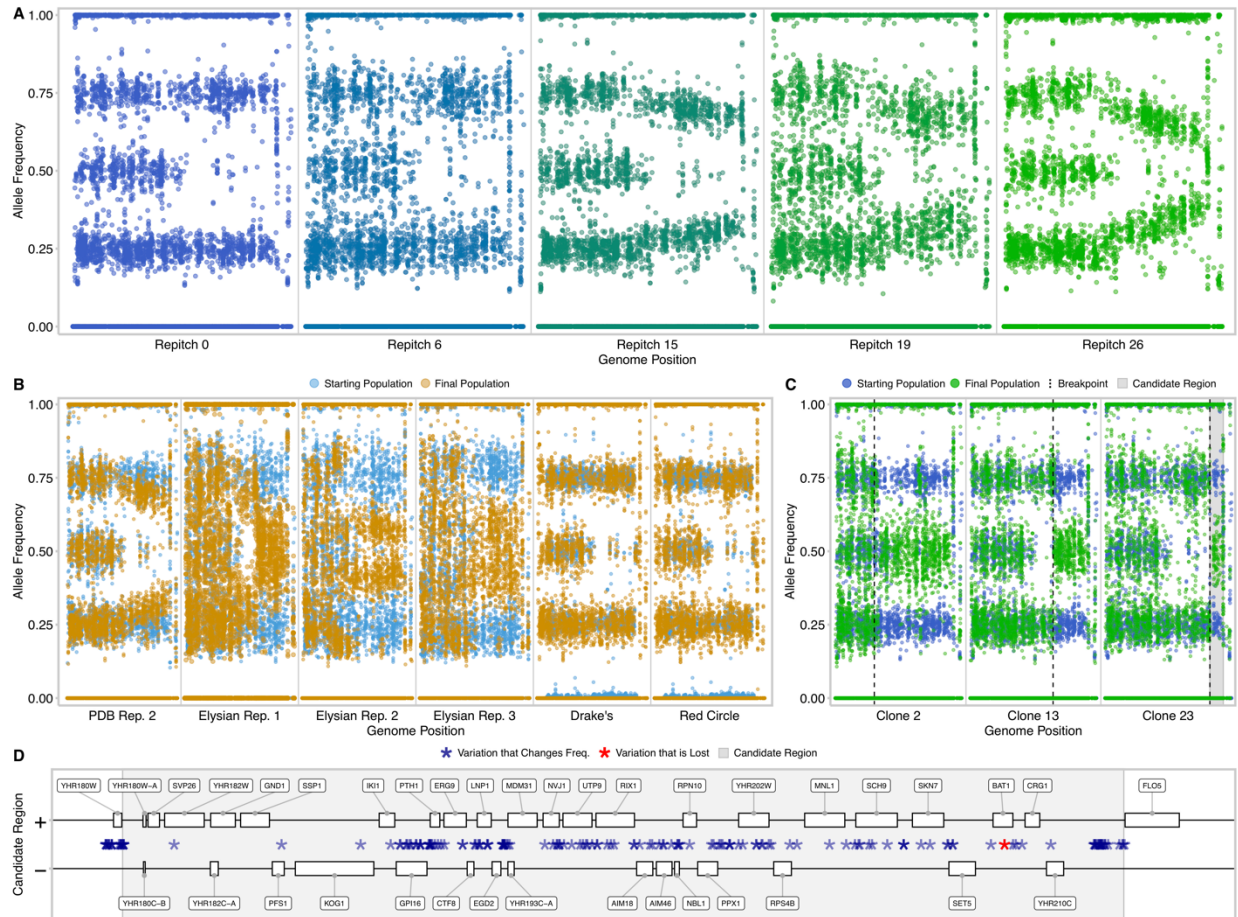 A
Allele Frequency
1.00
0.75
0.50
0.25
0.00
Repitch 0
Repitch 6
Repitch 15
Repitch 19
Repitch 26
Genome Position
B
Starting Population
Final Population
Allele Frequency
1.00
0.75
0.50
0.25
0.00
PDB Rep. 2
Elysian Rep. 1
Elysian Rep. 2
Elysian Rep. 3
Drake's
Red Circle
Genome Position
C
Starting Population
Final Population
Breakpoint
Candidate Region
Allele Frequency
1.00
0.75
0.50
0.25
0.00
Clone 2
Clone 13
Clone 23
Genome Position
D
Variation that Changes Freq.
Variation that is Lost
Candidate Region
Candidate Region
YHR180W
YHR180W-A
SVP26
YHR182W
GND1
SSP1
IKI1
PTH1
ERG9
LNP1
MDM31
NVJ1
UTP9
RIX1
RPN10
YHR202W
MNL1
SCH9
SKN7
BAT1
CRG1
FLO5
+
−
YHR180C-B
YHR182C-A
PFS1
KOG1
GPI16
CTF8
EGD2
YHR193C-A
AIM18
AIM46
NBL1
PPX1
RPS4B
SET5
YHR210C